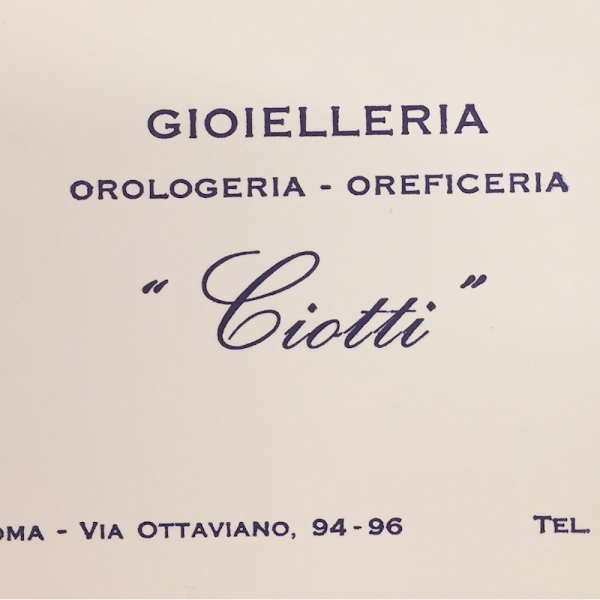 GIOIELLERIA
OROLOGERIA - OREFICERIA
" Ciotti "
OMA - VIA OTTAVIANO, 94-96 TEL.